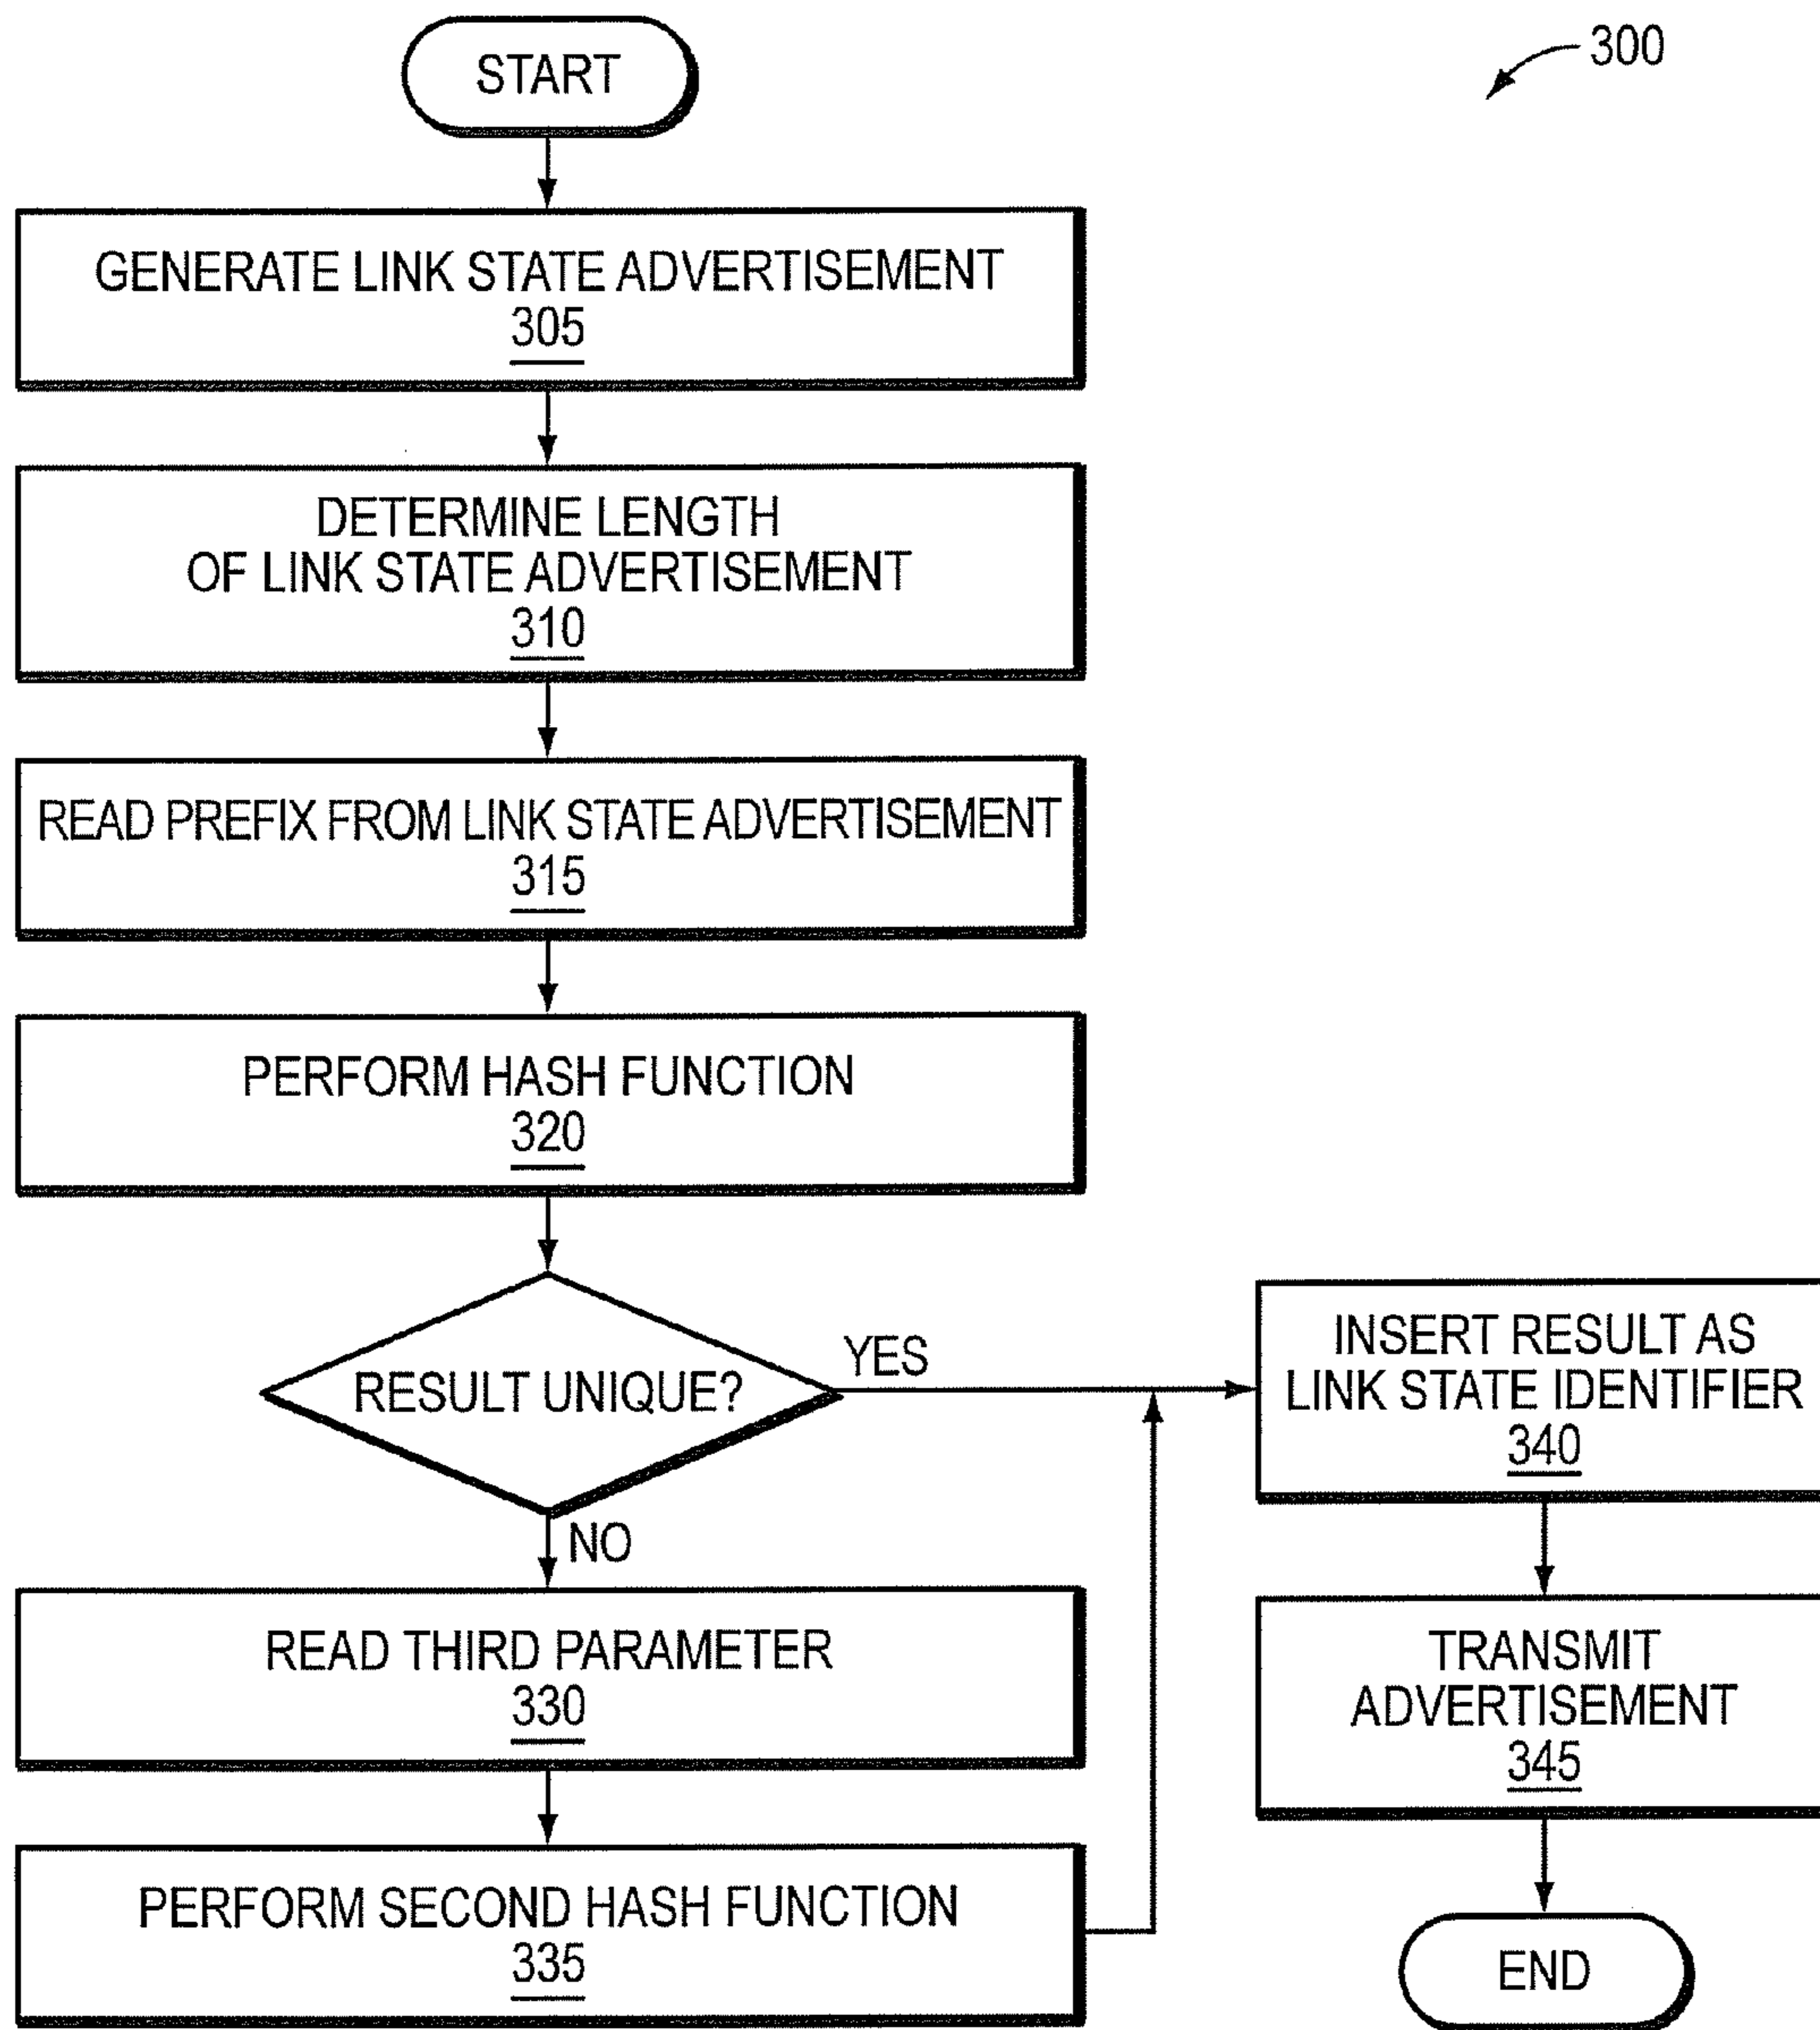 START
300
GENERATE LINK STATE ADVERTISEMENT
305
DETERMINE LENGTH
OF LINK STATE ADVERTISEMENT
310
READ PREFIX FROM LINK STATE ADVERTISEMENT
315
PERFORM HASH FUNCTION
320
RESULT UNIQUE?
YES
NO
READ THIRD PARAMETER
330
PERFORM SECOND HASH FUNCTION
335
INSERT RESULT AS
LINK STATE IDENTIFIER
340
TRANSMIT
ADVERTISEMENT
345
END